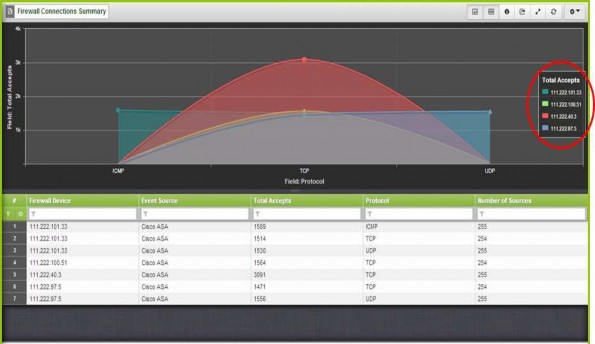 Firewall Connections Summary
4k
3k
2k
1k
Field: Total Accepts
ICMP
TCP
UDP
Field: Protocol
Total Accepts
111.222.101.33
111.222.100.51
111.222.40.3
111.222.97.5
# Firewall Device Event Source Total Accepts Protocol Number of Sources
1 111.222.101.33 Cisco ASA 1589 ICMP 255
2 111.222.101.33 Cisco ASA 1514 TCP 254
3 111.222.101.33 Cisco ASA 1530 UDP 255
4 111.222.100.51 Cisco ASA 1564 TCP 254
5 111.222.40.3 Cisco ASA 3091 TCP 255
6 111.222.97.5 Cisco ASA 1471 TCP 254
7 111.222.97.5 Cisco ASA 1556 UDP 255